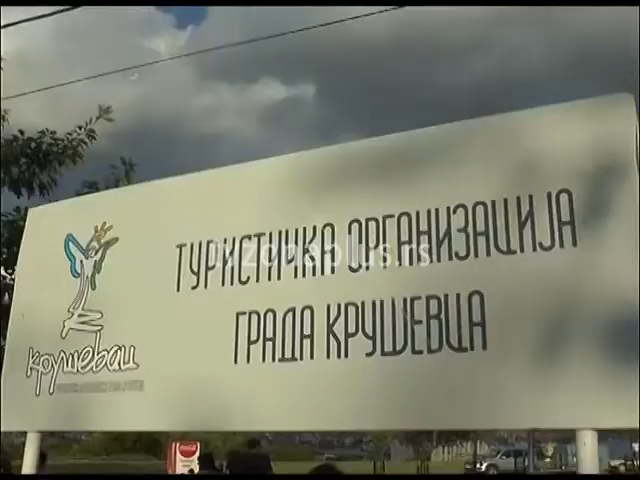 ТУРИСТИЧКА ОРГАНИЗАЦИЈА
ГРАДА КРУШЕВЦА
крушевац